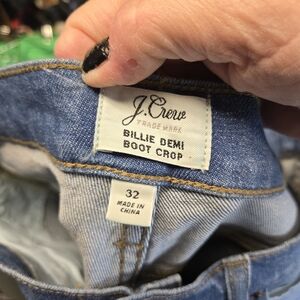 J.Crew
TRADE MARK
BILLIE DEMI
BOOT CROP
32
MADE IN
CHINA